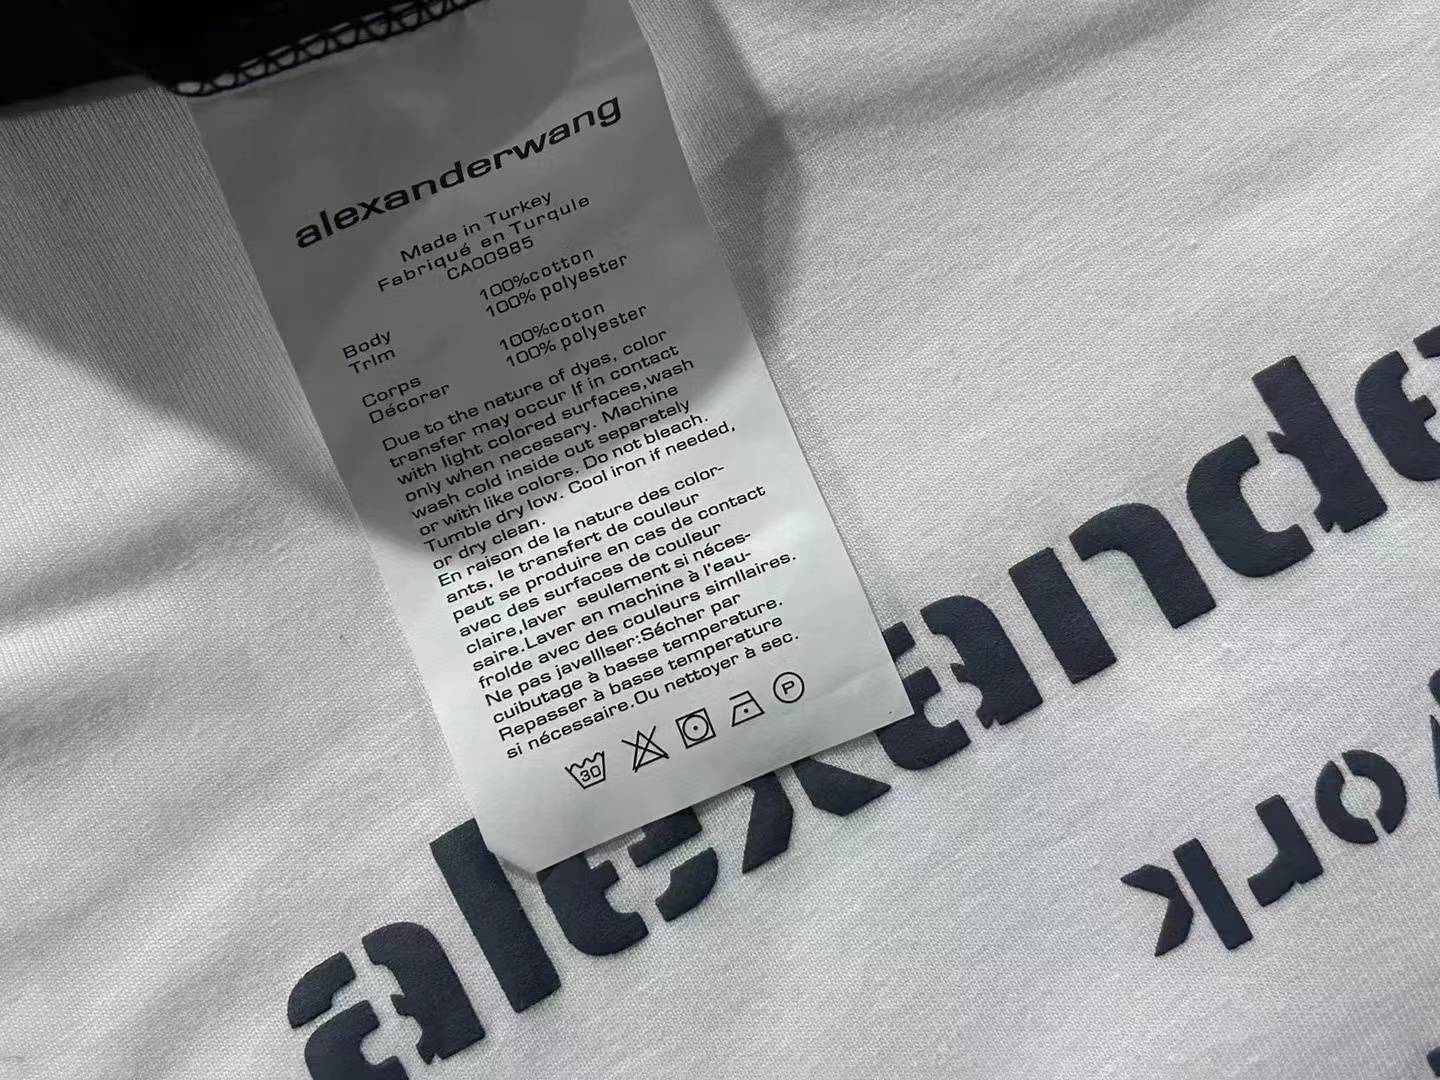 alexanderwang
Made in Turkey
Fabriqué en Turquie
CA00985
Body 100%cotton
TrIm 100% polyester
Corps 100%coton
Décorer 100% polyester
Due to the nature of dyes, color
transfer may occur If in contact
with light colored surfaces,wash
only when necessary. Machine
wash cold inside out separately
or with like colors. Do not bleach.
Tumble dry low. Cool iron if needed,
or dry clean.
En raison de la nature des color-
ants, le transfert de couleur
peut se produire en cas de contact
avec des surfaces de couleur
claire,laver seulement si néces-
saire.Laver en machine à l'eau-
froIde avec des couleurs simIlaires.
Ne pas javelIIser:Sécher par
cuibutage à basse temperature.
Repasser à basse temperature
si nécessaire.Ou nettoyer à sec.
30
P
alexande
ork